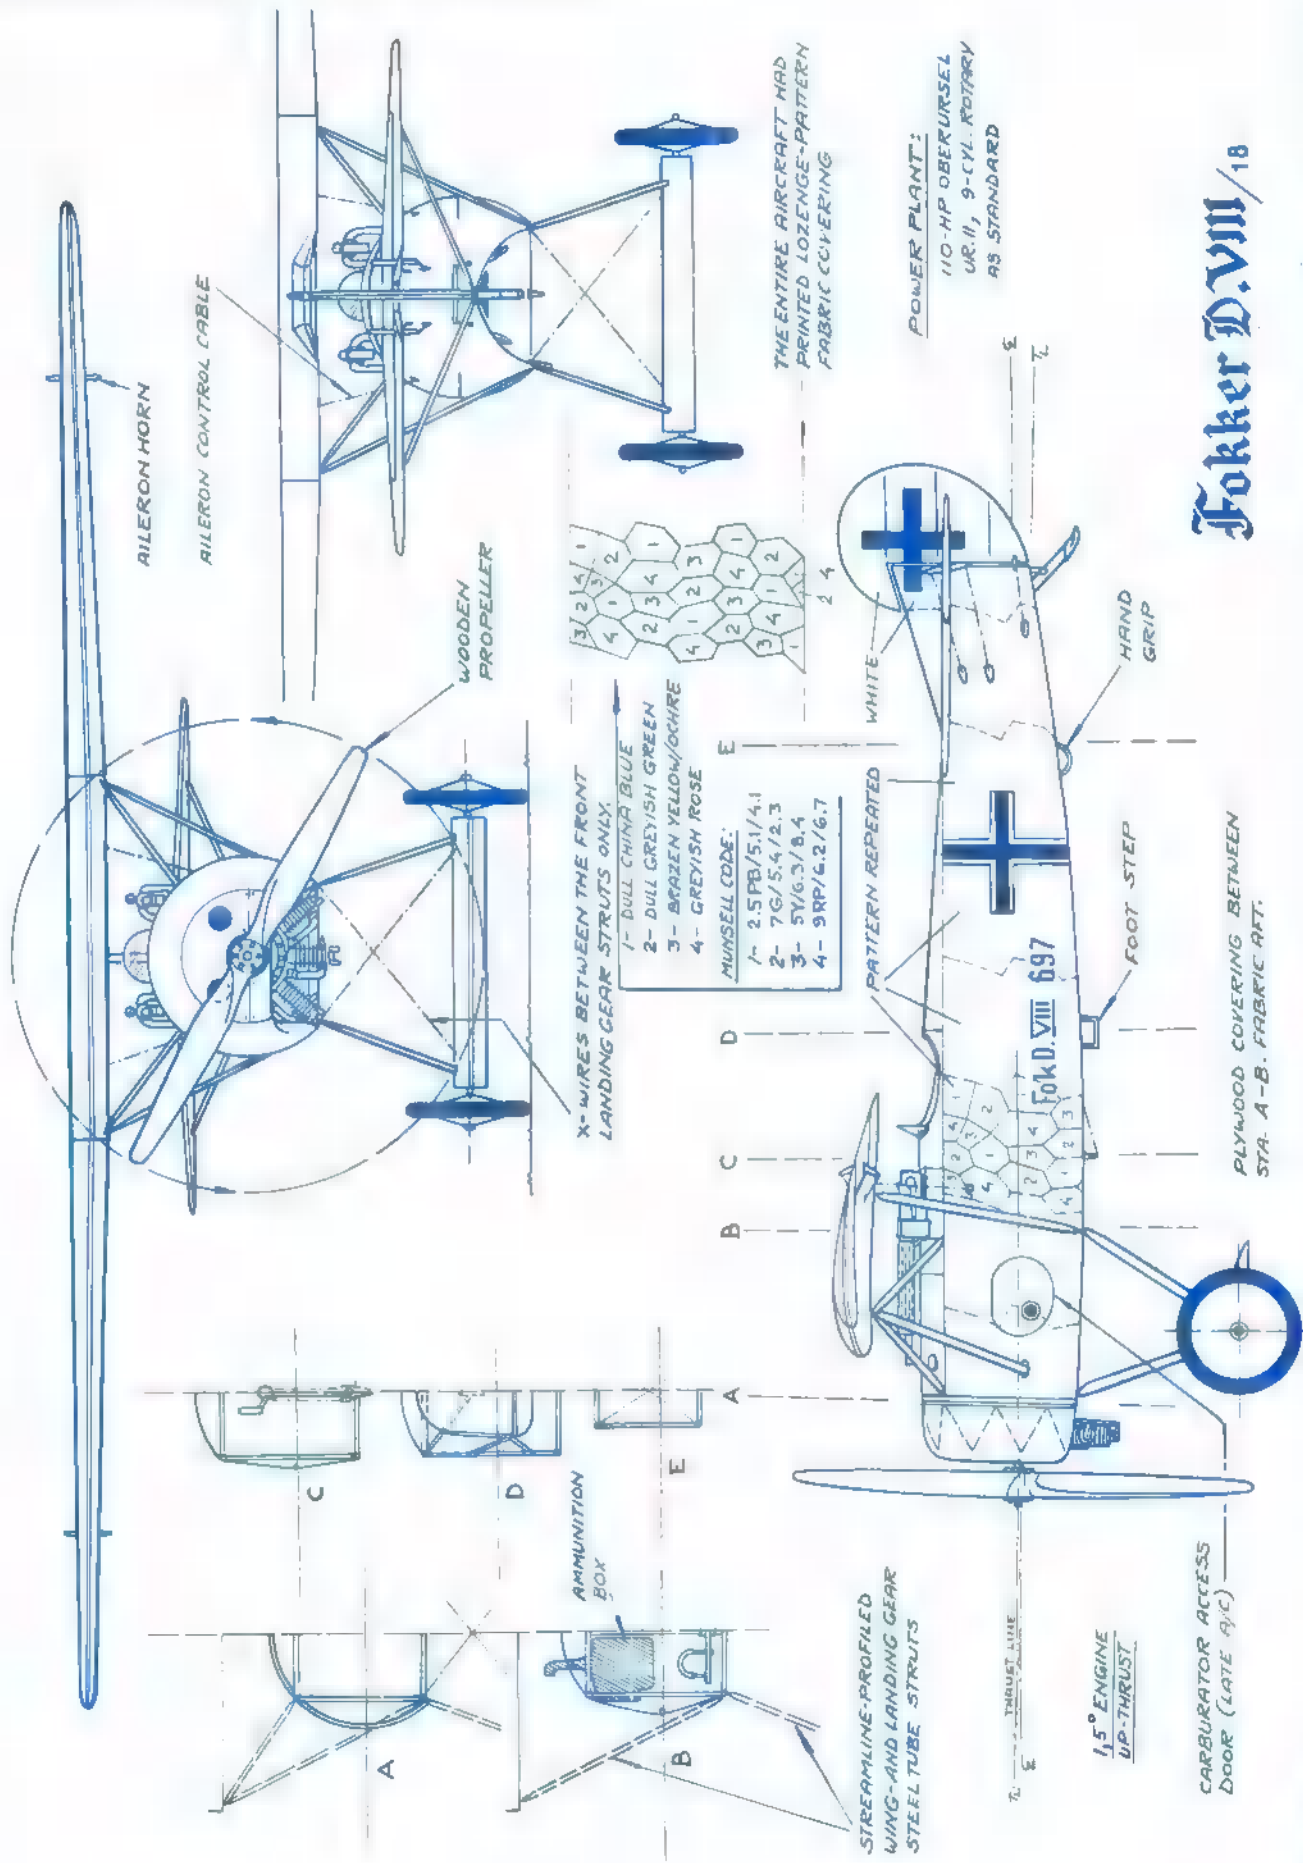 AILERON HORN
AILERON CONTROL CABLE
WOODEN
PROPELLER
X-WIRES BETWEEN THE FRONT
LANDING GEAR STRUTS ONLY.
1- DULL CHINA BLUE
2- DULL GREYISH GREEN
3- BRAZEN YELLOW/OCHRE
4- GREYISH ROSE
MUNSELL CODE:
1- 2.5PB/5.1/4.1
2- 7G/5.4/2.3
3- 5Y/6.3/8.4
4- 9RP/6.2/6.7
THE ENTIRE AIRCRAFT HAD
PRINTED LOZENGE-PATTERN
FABRIC COVERING
POWER PLANT:
110-HP OBERURSEL
UR.II, 9-CYL. ROTARY
AS STANDARD
C
D
E
A
B
AMMUNITION
BOX
STREAMLINE-PROFILED
WING- AND LANDING GEAR
STEEL TUBE STRUTS
A
B
C
D
E
PATTERN REPEATED
WHITE
Fok D.VIII 697
HAND
GRIP
FOOT STEP
PLYWOOD COVERING BETWEEN
STA. A-B. FABRIC AFT.
THRUST LINE
1,5° ENGINE
UP-THRUST
CARBURATOR ACCESS
DOOR (LATE A/C)
Fokker D.VIII/18